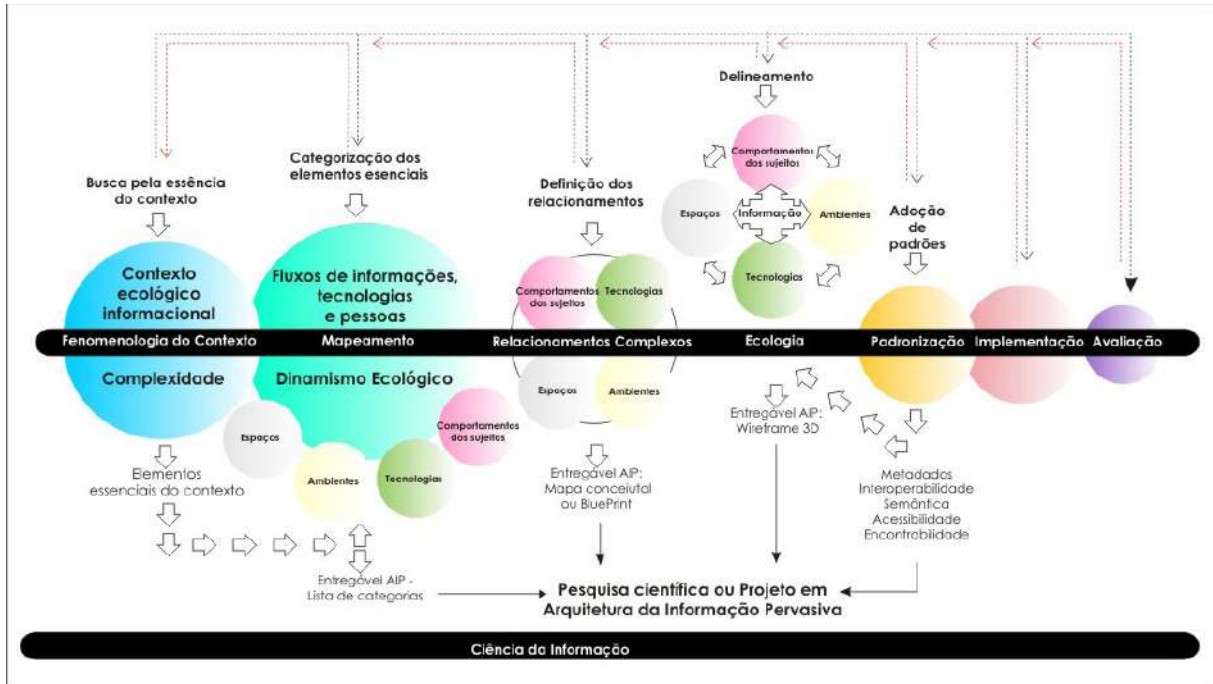 Delineamento
Comportamentos
dos sujeitos
Espaços
Informação
Ambientes
Tecnologias
Busca pela essência
do contexto
Categorização dos
elementos esenciais
Definição dos
relacionamentos
Adoção
de
padrões
Contexto
ecológico
informacional
Fluxos de informações,
tecnologias
e pessoas
Comportamentos
dos sujeitos
Tecnologias
Fenomenologia do Contexto
Mapeamento
Relacionamentos Complexos
Ecologia
Padronização
Implementação
Avaliação
Complexidade
Dinamismo Ecológico
Espaços
Ambientes
Tecnologias
Comportamentos
dos sujeitos
Espaços
Ambientes
Elementos
essenciais do contexto
Entregável AIP -
Lista de categorias
Entregável AIP:
Mapa conceiutal
ou BluePrint
Entregável AIP:
Wireframe 3D
Metadados
Interoperabilidade
Semântica
Acessibilidade
Encontrabilidade
Pesquisa científica ou Projeto em
Arquitetura da Informação Pervasiva
Ciência da Informação